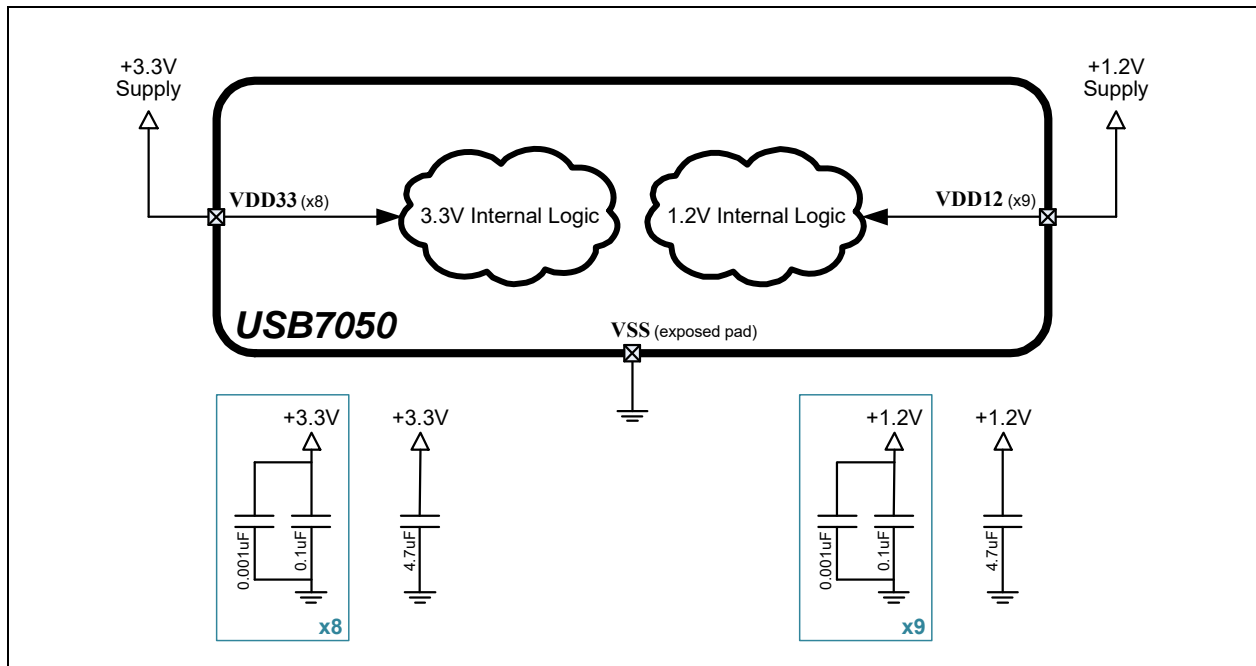 +3.3V
Supply
+1.2V
Supply
VDD33 (x8)
3.3V Internal Logic
1.2V Internal Logic
VDD12 (x9)
USB7050
VSS (exposed pad)
+3.3V
0.001uF
0.1uF
x8
+3.3V
4.7uF
+1.2V
0.001uF
0.1uF
x9
+1.2V
4.7uF